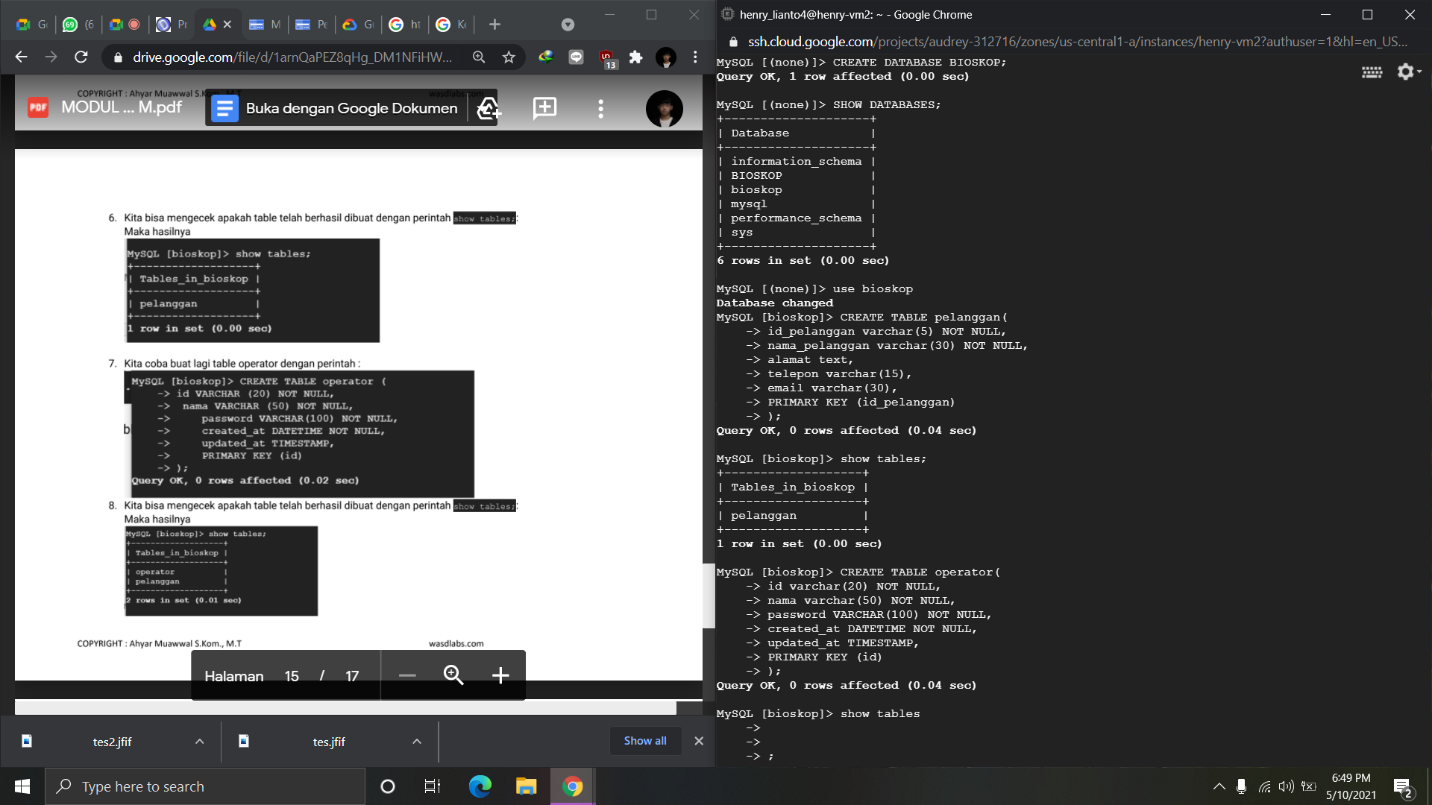 henry_lianto4@henry-vm2: ~ - Google Chrome
drive.google.com/file/d/1arnQaPEZ8qHg_DM1NFiHW...
13
ssh.cloud.google.com/projects/audrey-312716/zones/us-central1-a/instances/henry-vm2?authuser=1&hl=en_US...
COPYRIGHT : Ahyar Muawwal S.Kom., M.T
PDF
MODUL ... M.pdf
Buka dengan Google Dokumen
6. Kita bisa mengecek apakah table telah berhasil dibuat dengan perintah show tables;:
Maka hasilnya
MySQL [bioskop]> show tables;
+-------------------+
| Tables_in_bioskop |
+-------------------+
| pelanggan |
+-------------------+
1 row in set (0.00 sec)
7. Kita coba buat lagi table operator dengan perintah :
MySQL [bioskop]> CREATE TABLE operator (
-> id VARCHAR (20) NOT NULL,
-> nama VARCHAR (50) NOT NULL,
-> password VARCHAR(100) NOT NULL,
-> created_at DATETIME NOT NULL,
-> updated_at TIMESTAMP,
-> PRIMARY KEY (id)
-> );
Query OK, 0 rows affected (0.02 sec)
8. Kita bisa mengecek apakah table telah berhasil dibuat dengan perintah show tables;:
Maka hasilnya
MySQL [bioskop]> show tables;
+-------------------+
| Tables_in_bioskop |
+-------------------+
| operator |
| pelanggan |
+-------------------+
2 rows in set (0.01 sec)
COPYRIGHT : Ahyar Muawwal S.Kom., M.T wasdlabs.com
Halaman 15 / 17
tes2.jfif
tes.jfif
Show all
MySQL [(none)]> CREATE DATABASE BIOSKOP;
Query OK, 1 row affected (0.00 sec)
MySQL [(none)]> SHOW DATABASES;
+--------------------+
| Database |
+--------------------+
| information_schema |
| BIOSKOP |
| bioskop |
| mysql |
| performance_schema |
| sys |
+--------------------+
6 rows in set (0.00 sec)
MySQL [(none)]> use bioskop
Database changed
MySQL [bioskop]> CREATE TABLE pelanggan(
-> id_pelanggan varchar(5) NOT NULL,
-> nama_pelanggan varchar(30) NOT NULL,
-> alamat text,
-> telepon varchar(15),
-> email varchar(30),
-> PRIMARY KEY (id_pelanggan)
-> );
Query OK, 0 rows affected (0.04 sec)
MySQL [bioskop]> show tables;
+-------------------+
| Tables_in_bioskop |
+-------------------+
| pelanggan |
+-------------------+
1 row in set (0.00 sec)
MySQL [bioskop]> CREATE TABLE operator(
-> id varchar(20) NOT NULL,
-> nama varchar(50) NOT NULL,
-> password VARCHAR(100) NOT NULL,
-> created_at DATETIME NOT NULL,
-> updated_at TIMESTAMP,
-> PRIMARY KEY (id)
-> );
Query OK, 0 rows affected (0.04 sec)
MySQL [bioskop]> show tables
->
->
-> ;
Type here to search
6:49 PM
5/10/2021
2